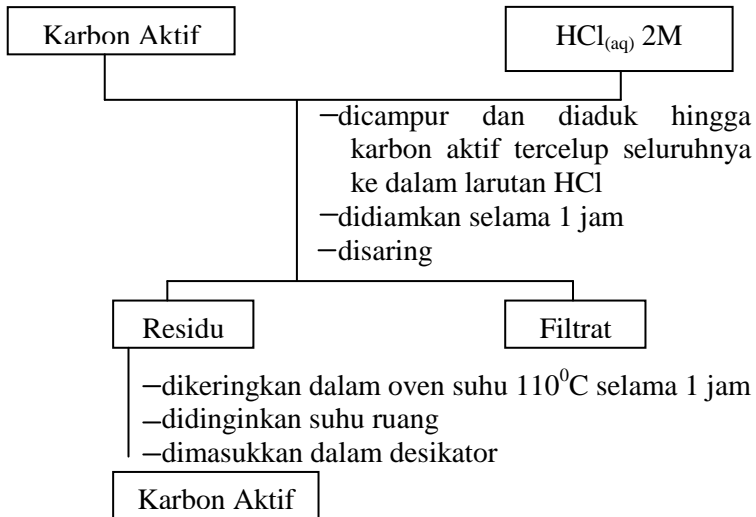 Karbon Aktif
HCl(aq) 2M
−dicampur dan diaduk hingga
karbon aktif tercelup seluruhnya
ke dalam larutan HCl
−didiamkan selama 1 jam
−disaring
Residu
Filtrat
−dikeringkan dalam oven suhu 110⁰C selama 1 jam
−didinginkan suhu ruang
−dimasukkan dalam desikator
Karbon Aktif